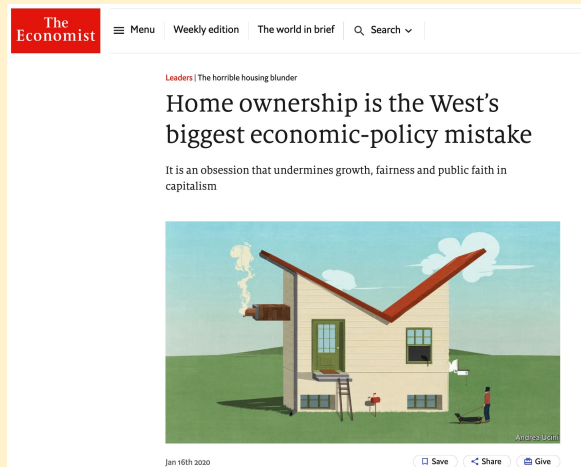 The
Economist
Menu
Weekly edition
The world in brief
Search
Leaders | The horrible housing blunder
Home ownership is the West's
biggest economic-policy mistake
It is an obsession that undermines growth, fairness and public faith in
capitalism
Andrea Ucini
Jan 16th 2020
Save
Share
Give